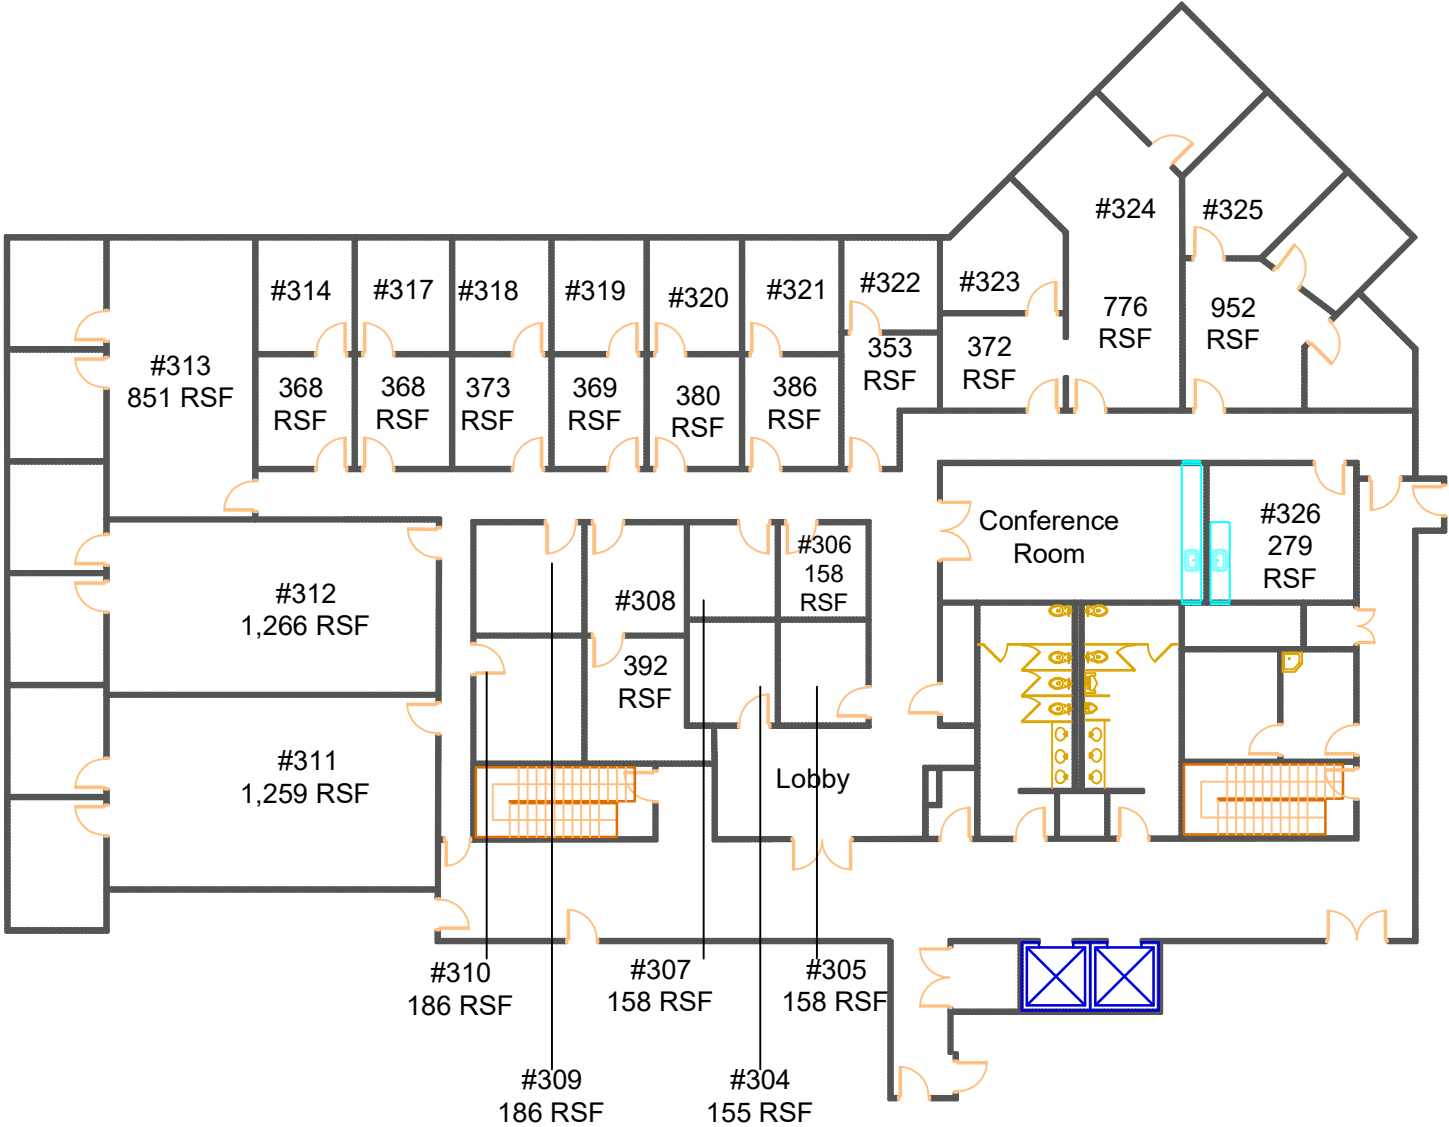 #324
#325
776
RSF
952
RSF
#314
#317
#318
#319
#320
#321
#322
#323
#313
851 RSF
368
RSF
368
RSF
373
RSF
369
RSF
380
RSF
386
RSF
353
RSF
372
RSF
Conference
Room
#326
279
RSF
#312
1,266 RSF
#308
392
RSF
#306
158
RSF
#311
1,259 RSF
Lobby
#310
186 RSF
#307
158 RSF
#305
158 RSF
#309
186 RSF
#304
155 RSF